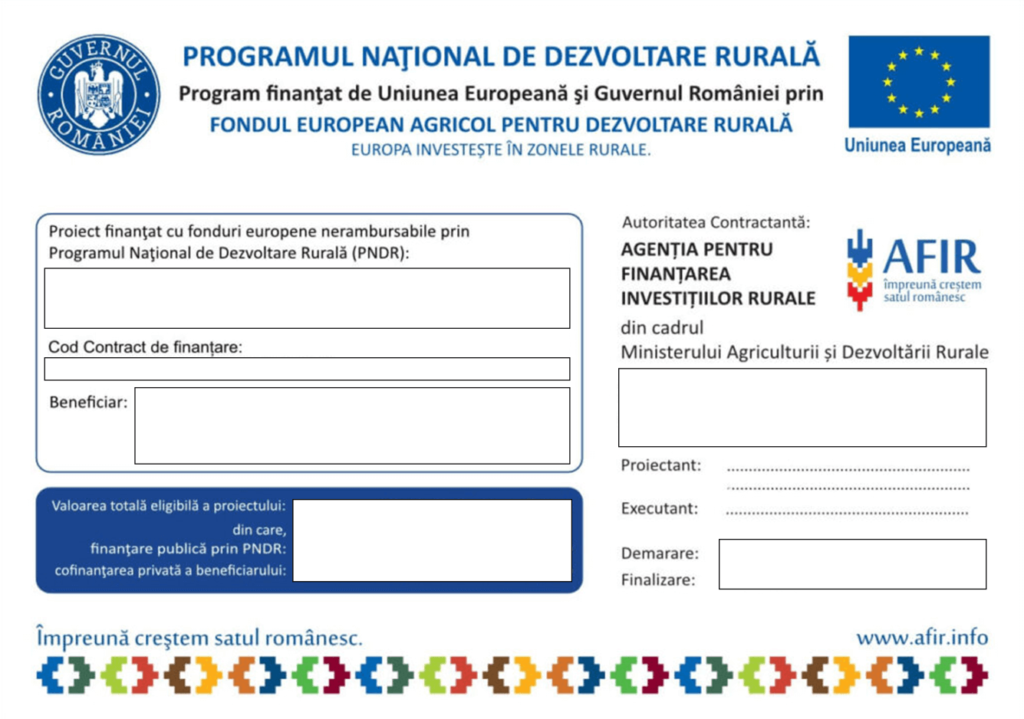 GUVERNUL ROMÂNIEI
PROGRAMUL NAŢIONAL DE DEZVOLTARE RURALĂ
Program finanţat de Uniunea Europeană şi Guvernul României prin
FONDUL EUROPEAN AGRICOL PENTRU DEZVOLTARE RURALĂ
EUROPA INVESTEŞTE ÎN ZONELE RURALE.
Uniunea Europeană
Proiect finanţat cu fonduri europene nerambursabile prin
Programul Naţional de Dezvoltare Rurală (PNDR):
Cod Contract de finanțare:
Beneficiar:
Valoarea totală eligibilă a proiectului:
din care,
finanţare publică prin PNDR:
cofinanţarea privată a beneficiarului:
Autoritatea Contractantă:
AGENȚIA PENTRU
FINANȚAREA
INVESTIȚIILOR RURALE
AFIR
împreună creștem
satul românesc
din cadrul
Ministerului Agriculturii și Dezvoltării Rurale
Proiectant: ........................................................
........................................................
Executant: ........................................................
Demarare:
Finalizare:
Împreună creştem satul românesc.
www.afir.info